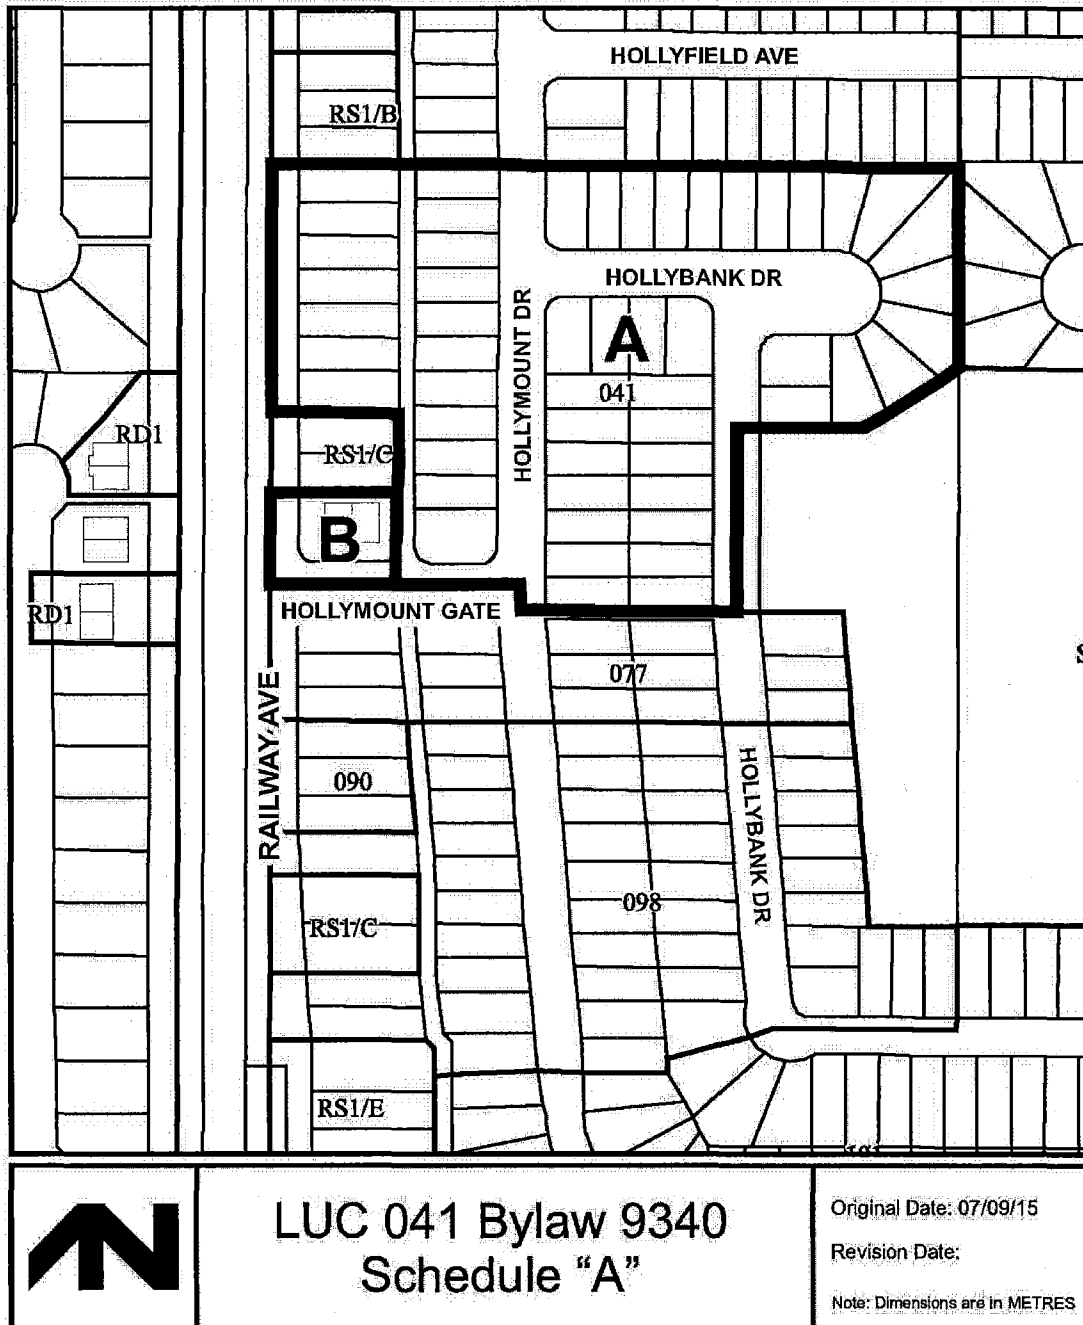 HOLLYFIELD AVE
RS1/B
HOLLYBANK DR
HOLLYMOUNT DR
A
041
RD1
RS1/C
B
HOLLYMOUNT GATE
RD1
S
077
RAILWAY AVE
090
HOLLYBANK DR
098
RS1/C
RS1/E
LUC 041 Bylaw 9340
Schedule “A”
Original Date: 07/09/15
Revision Date:
Note: Dimensions are in METRES